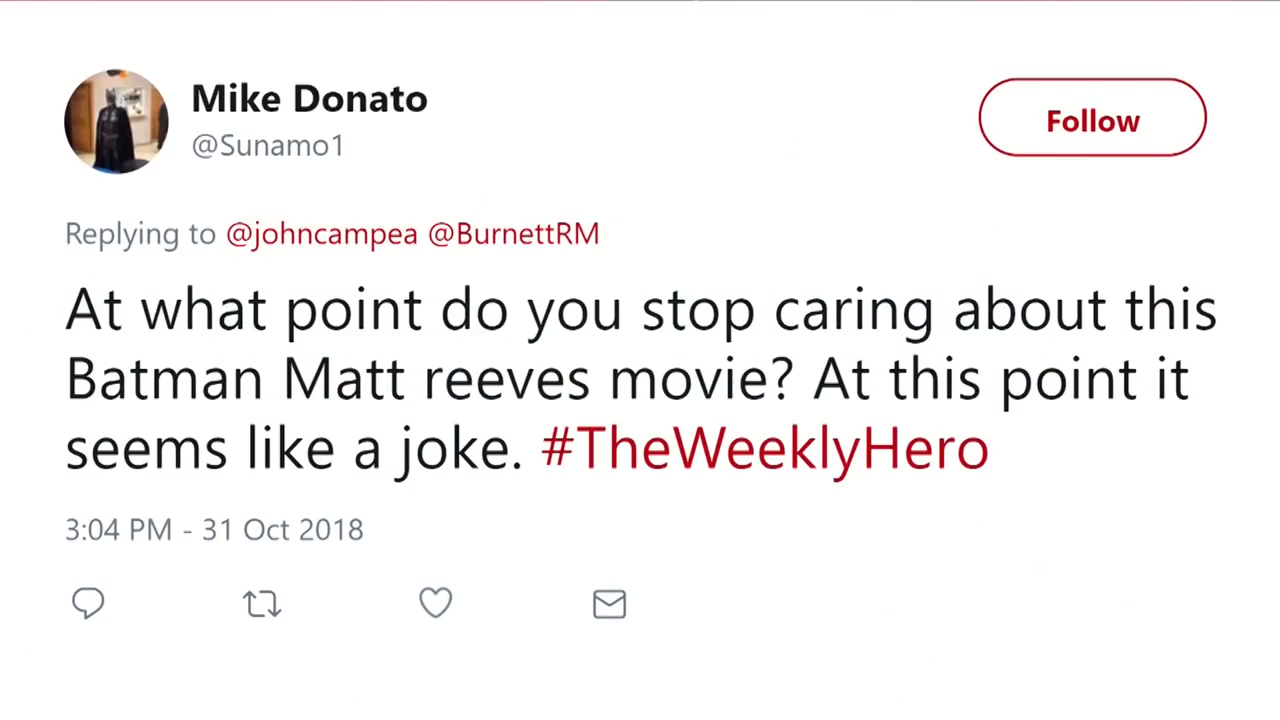 Mike Donato
@Sunamo1
Follow
Replying to @johncampea @BurnettRM
At what point do you stop caring about this
Batman Matt reeves movie? At this point it
seems like a joke. #TheWeeklyHero
3:04 PM - 31 Oct 2018